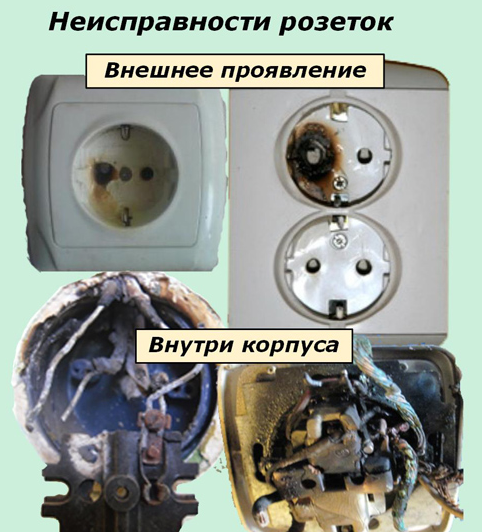 Неисправности розеток
Внешнее проявление
Внутри корпуса